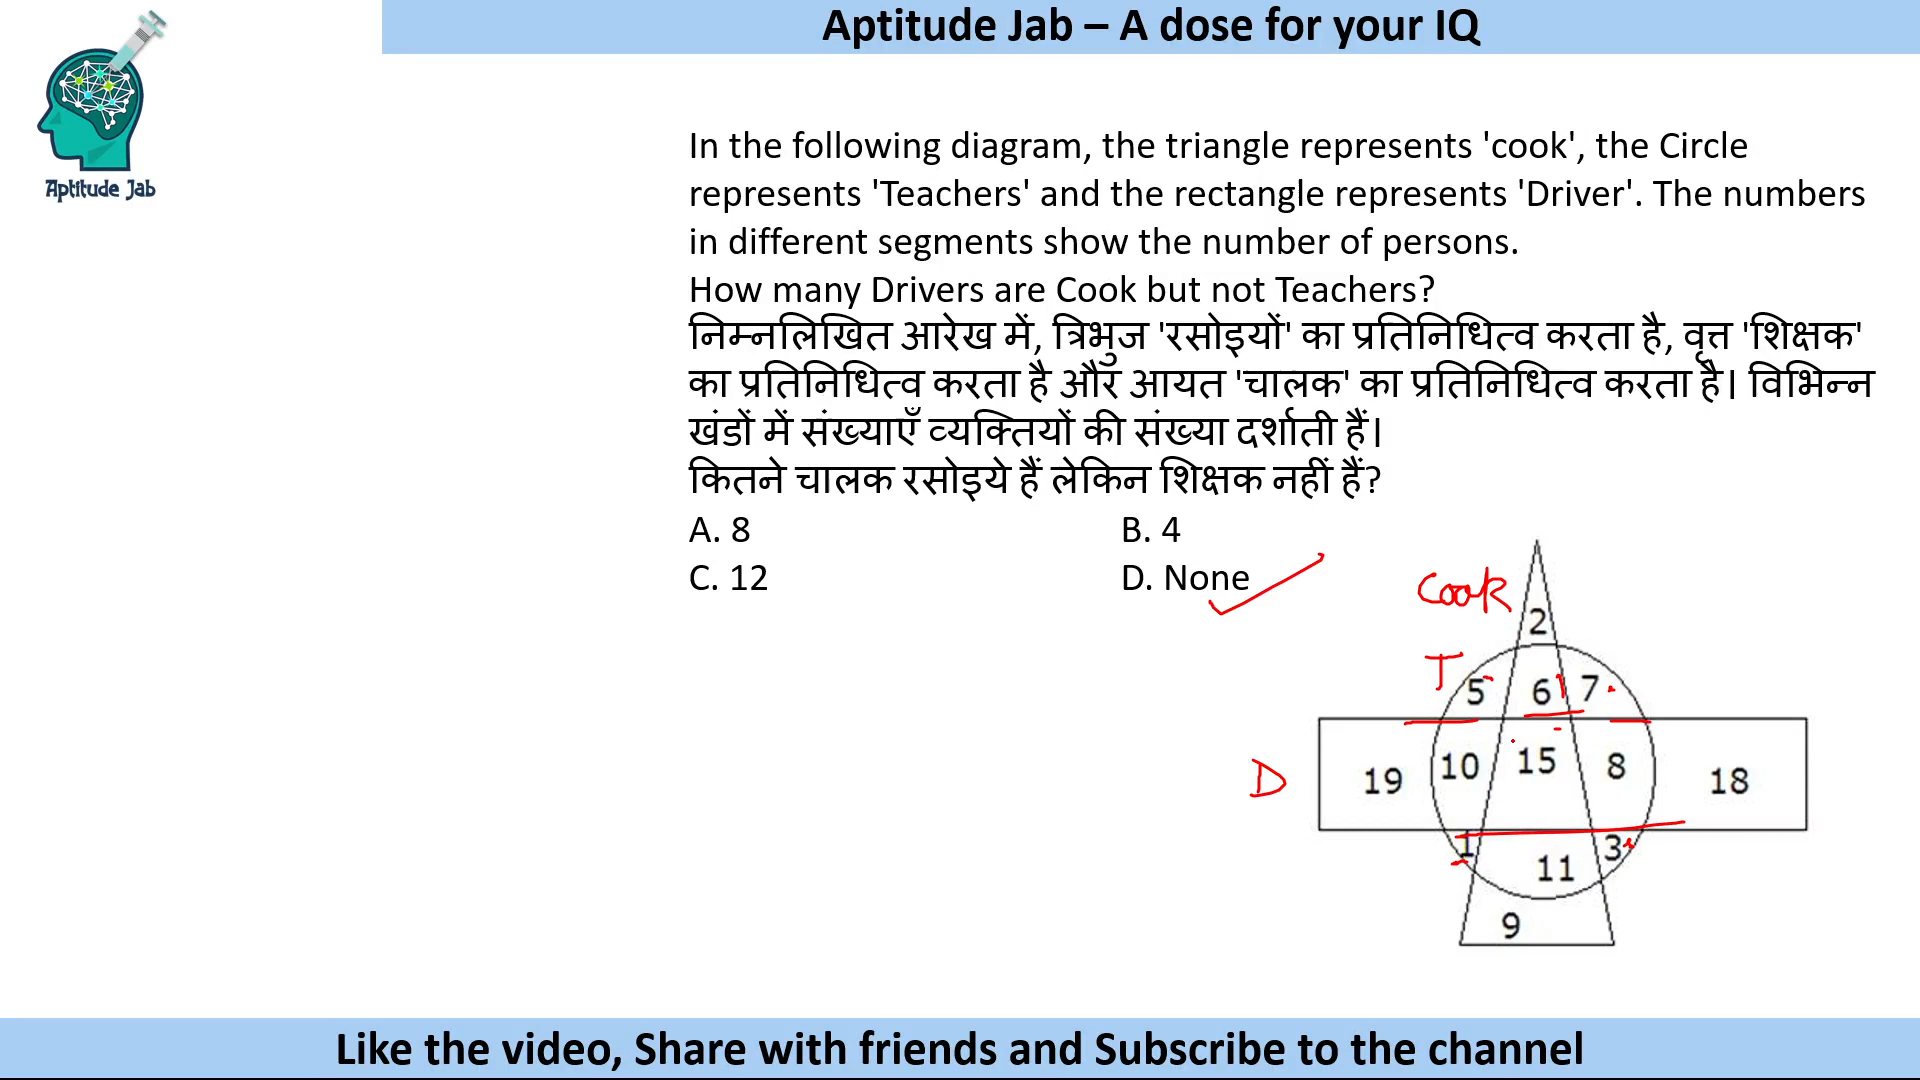 Aptitude Jab – A dose for your IQ
Aptitude Jab
In the following diagram, the triangle represents 'cook', the Circle
represents 'Teachers' and the rectangle represents 'Driver'. The numbers
in different segments show the number of persons.
How many Drivers are Cook but not Teachers?
निम्नलिखित आरेख में, त्रिभुज 'रसोइयों' का प्रतिनिधित्व करता है, वृत्त 'शिक्षक'
का प्रतिनिधित्व करता है और आयत 'चालक' का प्रतिनिधित्व करता है। विभिन्न
खंडों में संख्याएँ व्यक्तियों की संख्या दर्शाती हैं।
कितने चालक रसोइये हैं लेकिन शिक्षक नहीं हैं?
A. 8 B. 4
C. 12 D. None
Cook
2
T
5 6 7
D
19 10 15 8 18
1 11 3
9
Like the video, Share with friends and Subscribe to the channel